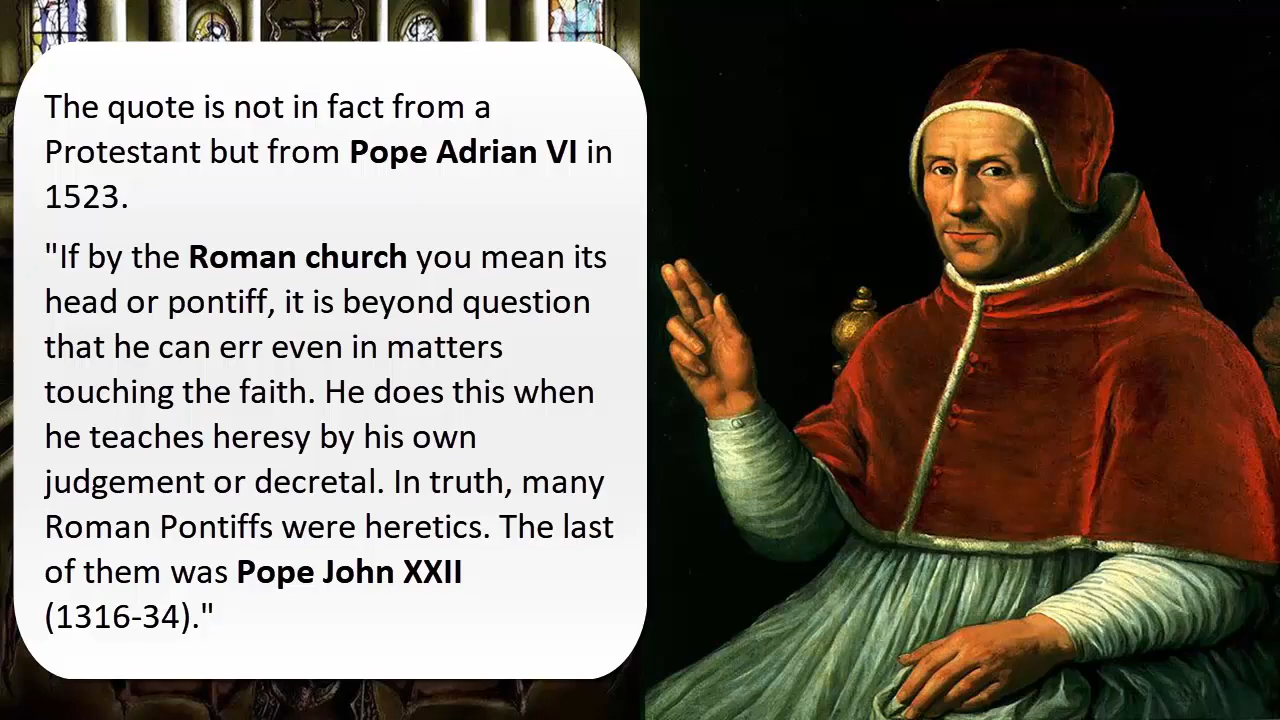 The quote is not in fact from a
Protestant but from Pope Adrian VI in
1523.
"If by the Roman church you mean its
head or pontiff, it is beyond question
that he can err even in matters
touching the faith. He does this when
he teaches heresy by his own
judgement or decretal. In truth, many
Roman Pontiffs were heretics. The last
of them was Pope John XXII
(1316-34)."